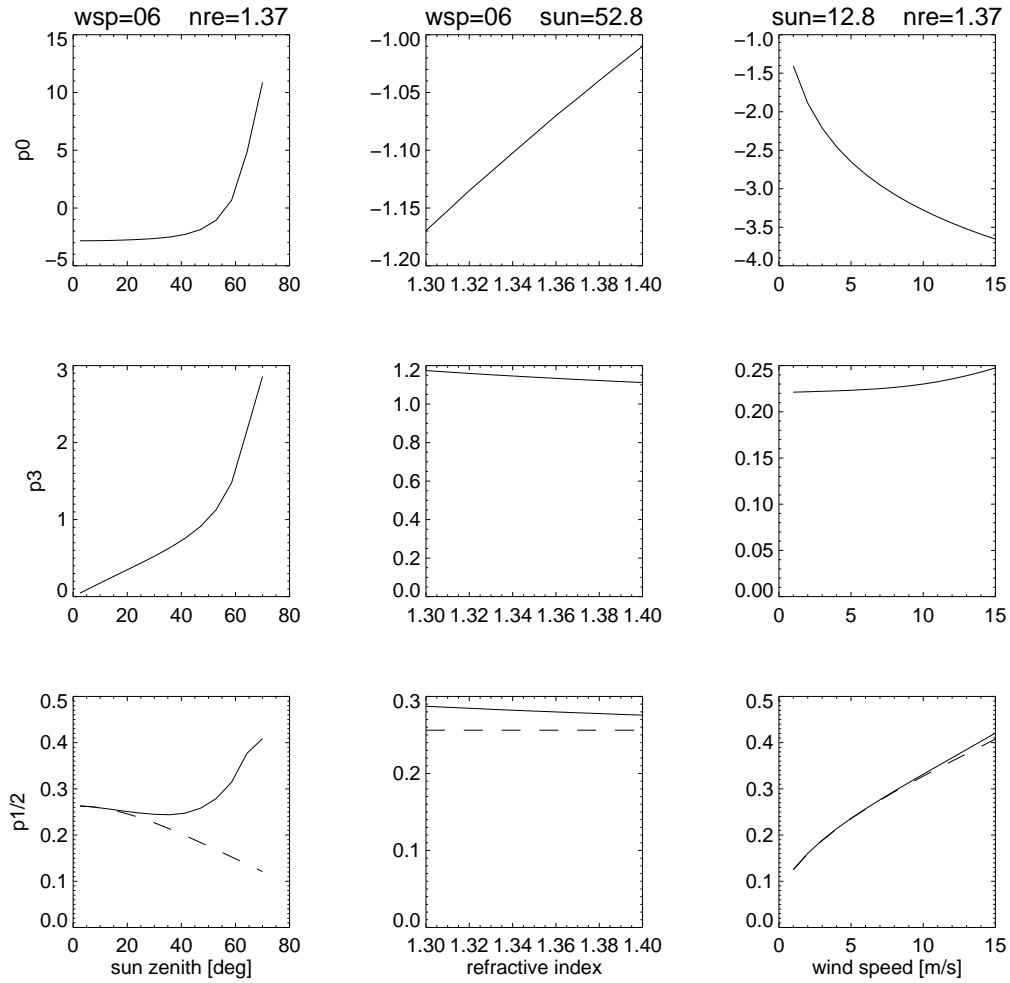 wsp=06 nre=1.37
wsp=06 sun=52.8
sun=12.8 nre=1.37
p0
15
10
5
0
−5
0 20 40 60 80
−1.00
−1.05
−1.10
−1.15
−1.20
1.30 1.32 1.34 1.36 1.38 1.40
−1.0
−1.5
−2.0
−2.5
−3.0
−3.5
−4.0
0 5 10 15
p3
3
2
1
0
0 20 40 60 80
1.2
1.0
0.8
0.6
0.4
0.2
0.0
1.30 1.32 1.34 1.36 1.38 1.40
0.25
0.20
0.15
0.10
0.05
0.00
0 5 10 15
p1/2
0.5
0.4
0.3
0.2
0.1
0.0
0 20 40 60 80
sun zenith [deg]
0.3
0.2
0.1
0.0
1.30 1.32 1.34 1.36 1.38 1.40
refractive index
0.5
0.4
0.3
0.2
0.1
0.0
0 5 10 15
wind speed [m/s]